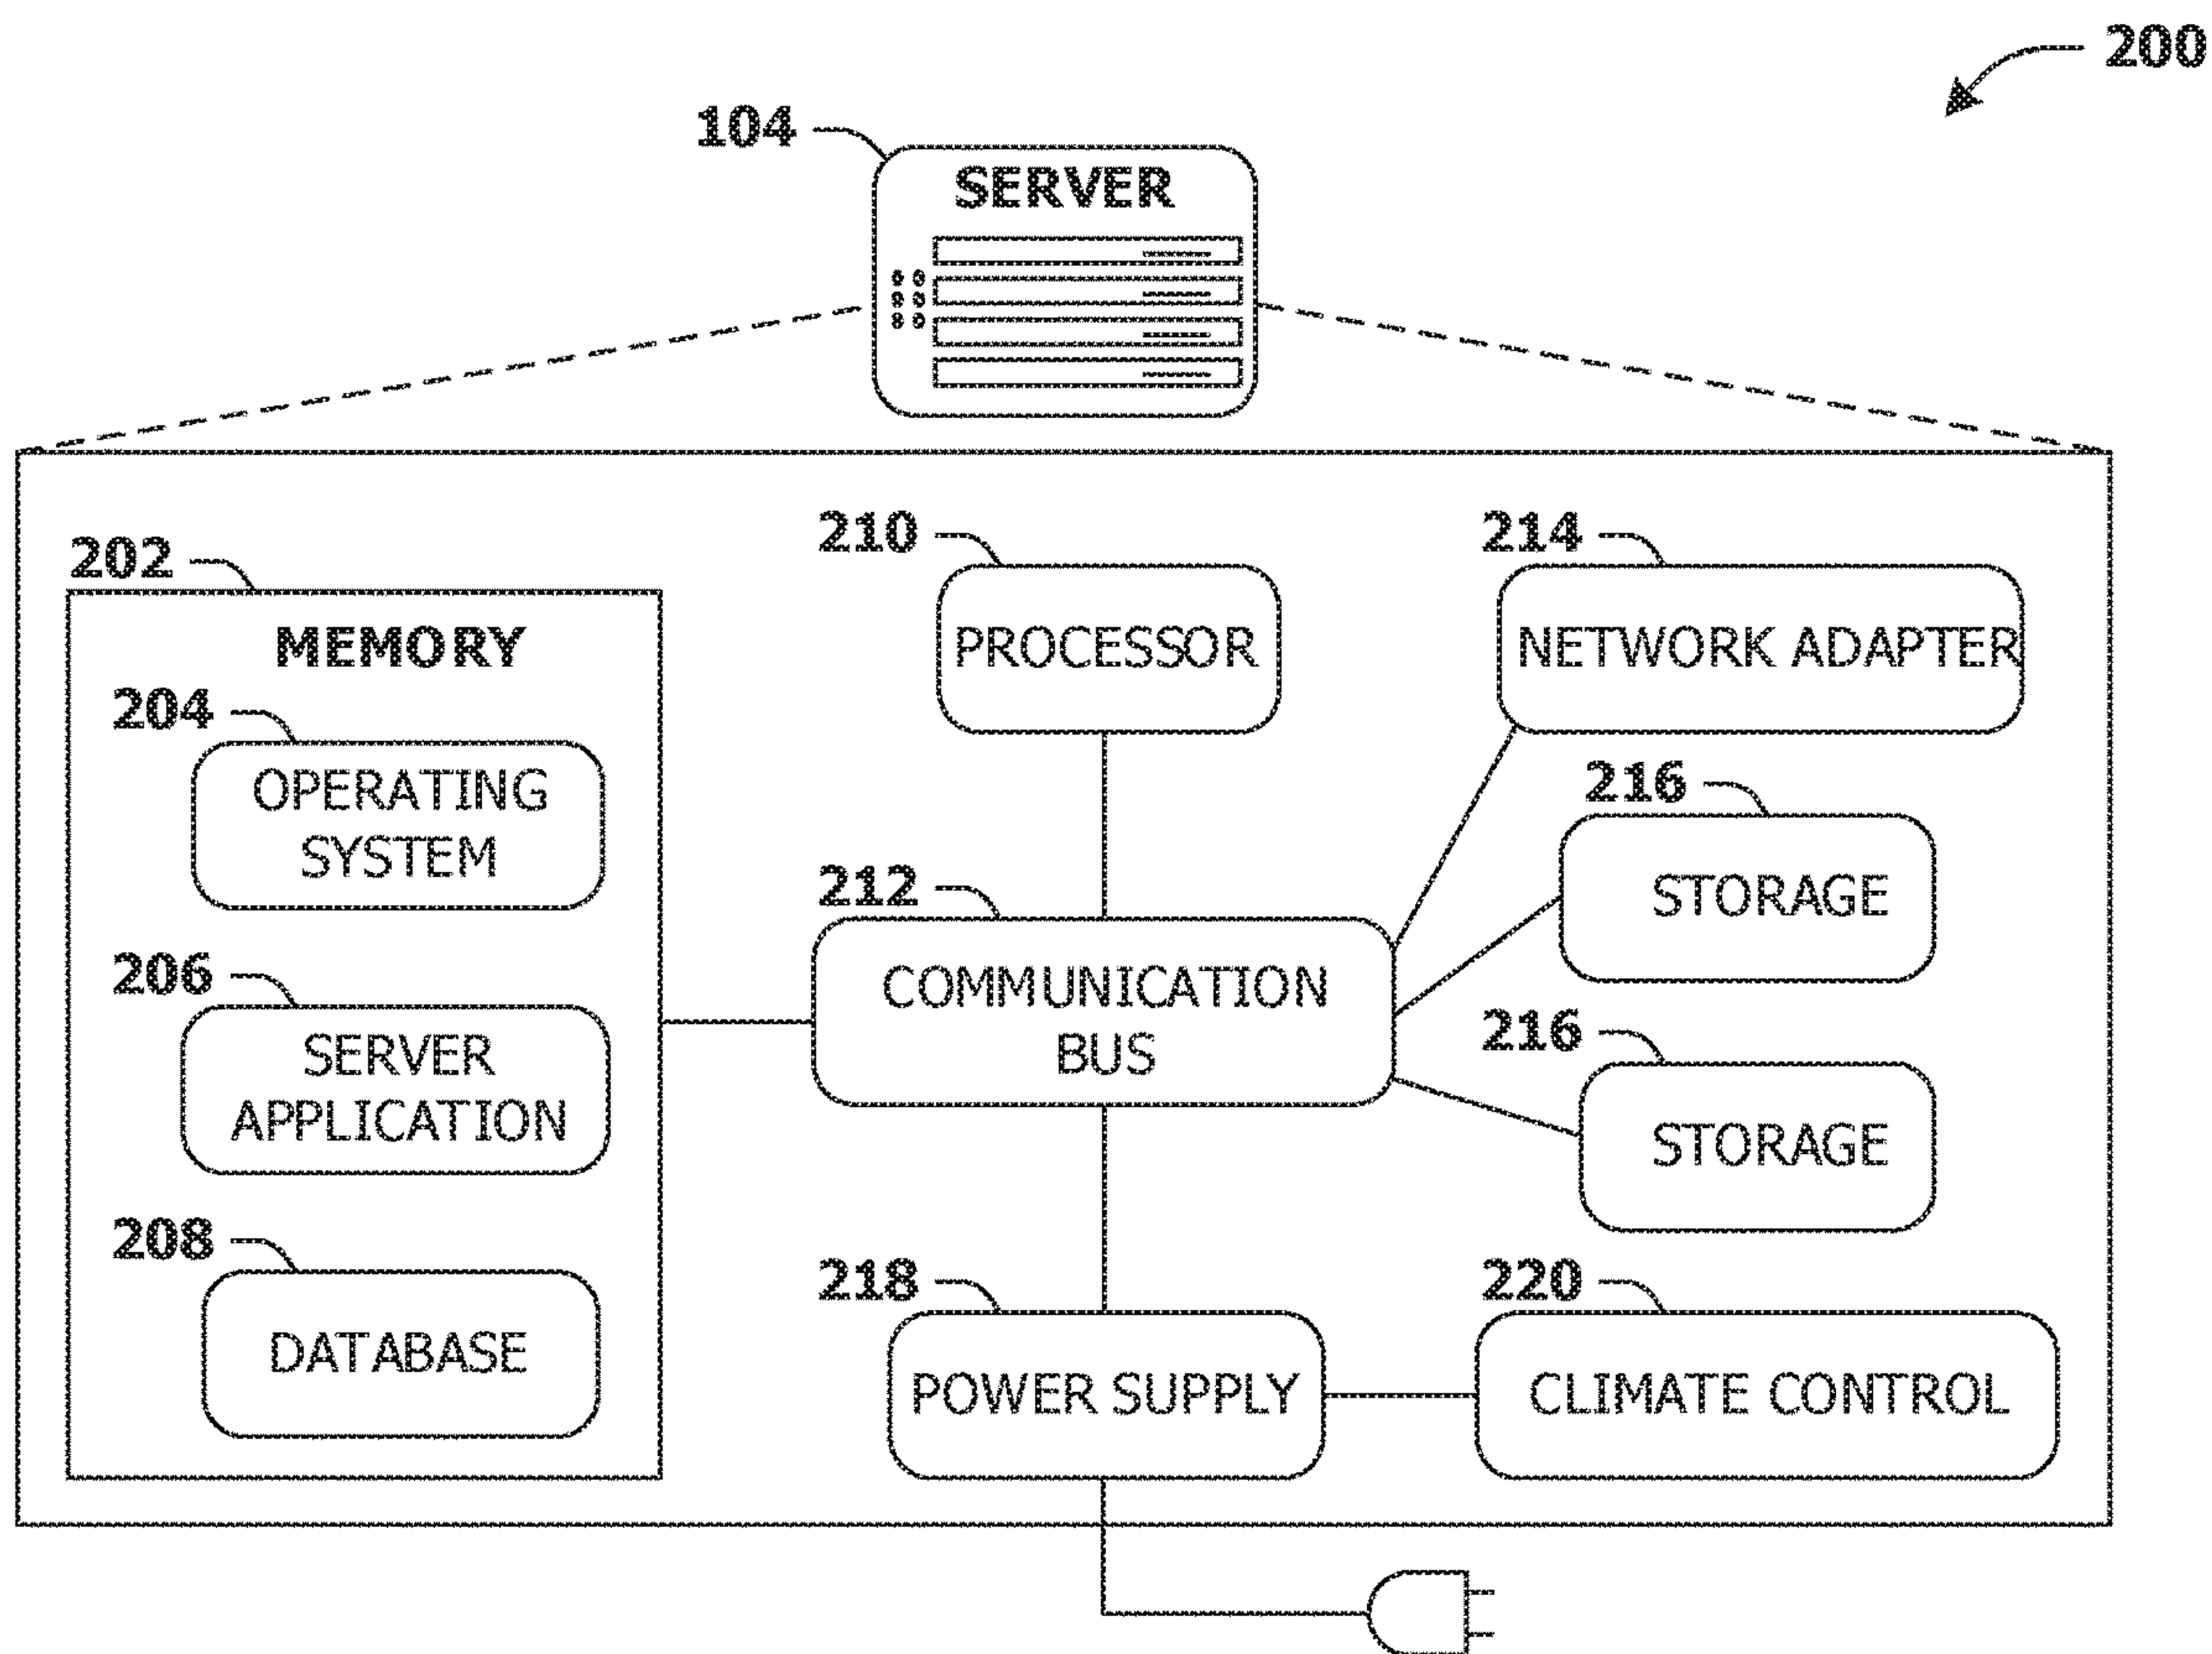 200
104
SERVER
202
MEMORY
204
OPERATING
SYSTEM
206
SERVER
APPLICATION
208
DATABASE
210
PROCESSOR
212
COMMUNICATION
BUS
214
NETWORK ADAPTER
216
STORAGE
216
STORAGE
218
POWER SUPPLY
220
CLIMATE CONTROL